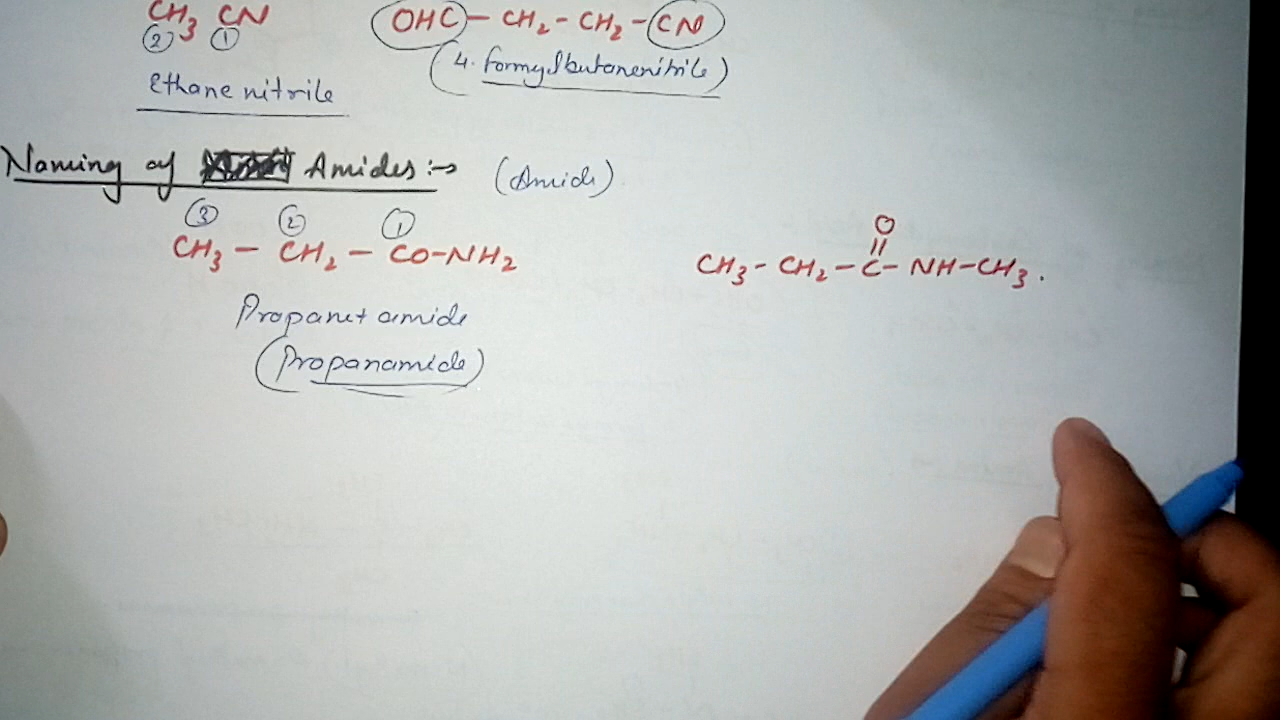 CH₃ CN OHC — CH₂ - CH₂ - CN
② ①
(4. formylbutanenitrile)
Ethane nitrile
Naming of Amides :→ (Amide)
③ ② ①
CH₃ — CH₂ — CO-NH₂
O
||
CH₃ - CH₂ - C - NH-CH₃.
Propanet amide
(Propanamide)